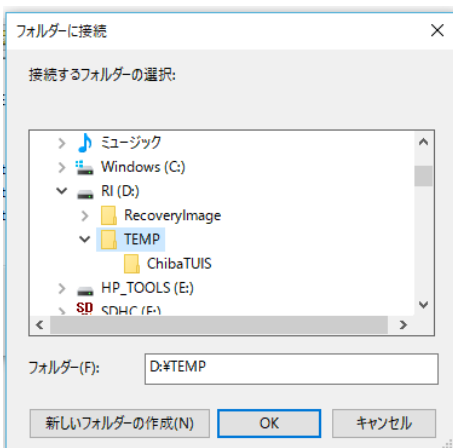 フォルダーに接続
接続するフォルダーの選択:
ミュージック
Windows (C:)
RI (D:)
RecoveryImage
TEMP
ChibaTUIS
HP_TOOLS (E:)
SDHC (F:)
フォルダー(F):
D:¥TEMP
新しいフォルダーの作成(N)
OK
キャンセル